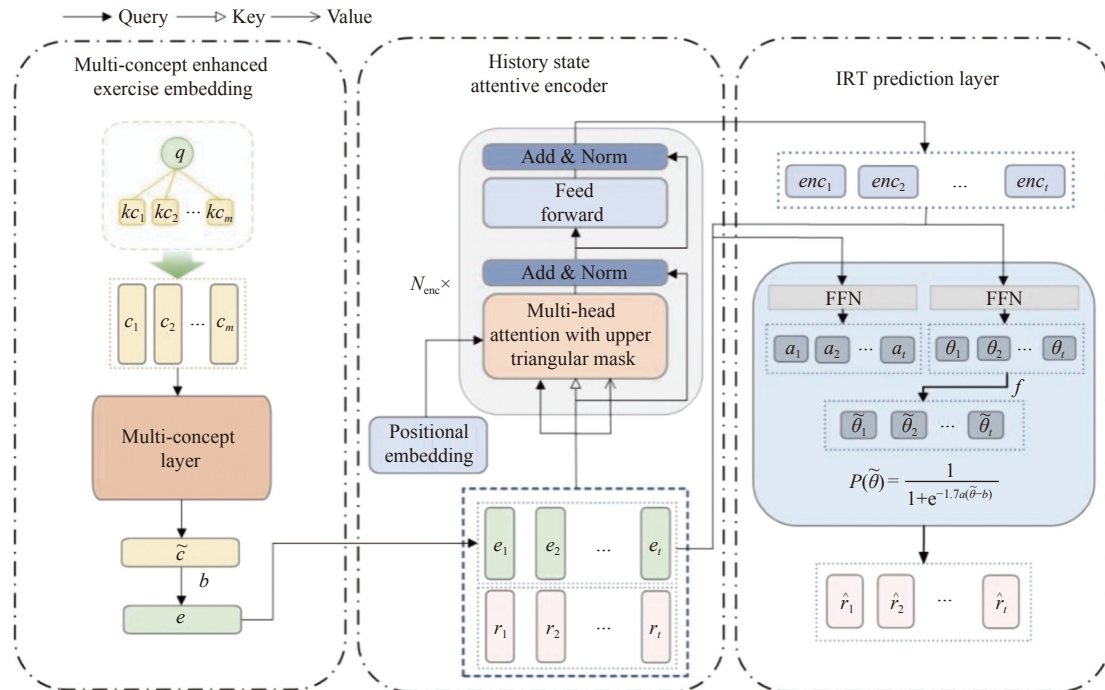 Query Key Value
Multi-concept enhanced
exercise embedding
q
kc₁ kc₂ ... kcₘ
c₁ c₂ ... cₘ
Multi-concept
layer
c̃
b
e
History state
attentive encoder
Add & Norm
Feed
forward
Add & Norm
N_enc×
Multi-head
attention with upper
triangular mask
Positional
embedding
e₁ e₂ ... eₜ
r₁ r₂ ... rₜ
IRT prediction layer
enc₁ enc₂ ... encₜ
FFN FFN
a₁ a₂ ... aₜ θ₁ θ₂ ... θₜ
f
θ̃₁ θ̃₂ ... θ̃ₜ
P(θ̃) = 1 / (1+e^{−1.7a(θ̃−b)})
r̂₁ r̂₂ ... r̂ₜ